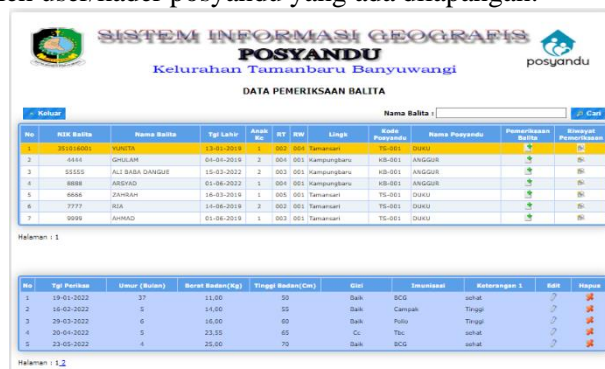 oleh user/kader posyandu yang ada dilapangan.
SISTEM INFORMASI GEOGRAFIS
POSYANDU
Kelurahan Tamanbaru Banyuwangi
posyandu
DATA PEMERIKSAAN BALITA
Keluar Nama Balita : Cari
No NIK Balita Nama Balita Tgl Lahir Anak Ke RT RW Lingk Kode Posyandu Nama Posyandu Pemeriksaan Balita Riwayat Pemeriksaan
1 351016001 YUNITA 13-01-2019 1 002 004 Tamansari TS-001 DUKU
2 4444 GHULAM 04-04-2019 2 004 001 Kampungbaru KB-001 ANGGUR
3 55555 ALI BABA DANGUE 15-03-2022 2 003 001 Kampungbaru KB-001 ANGGUR
4 8888 ARSYAD 01-06-2022 1 004 001 Kampungbaru KB-001 ANGGUR
5 6666 ZAHRAH 16-03-2019 1 005 001 Tamansari TS-001 DUKU
6 7777 RIA 14-06-2019 2 002 001 Tamansari TS-001 DUKU
7 9999 AHMAD 01-06-2019 1 003 001 Tamansari TS-001 DUKU
Halaman : 1
No Tgl Periksa Umur (Bulan) Berat Badan(Kg) Tinggi Badan(Cm) Gizi Imunisasi Keterangan 1 Edit Hapus
1 19-01-2022 37 11,00 50 Baik BCG sehat
2 16-02-2022 5 14,00 55 Baik Campak Tinggi
3 29-03-2022 6 16,00 60 Baik Polio Tinggi
4 20-04-2022 5 23,55 65 Cc Tbc sehat
5 23-05-2022 4 25,00 70 Baik BCG sehat
Halaman : 1 2